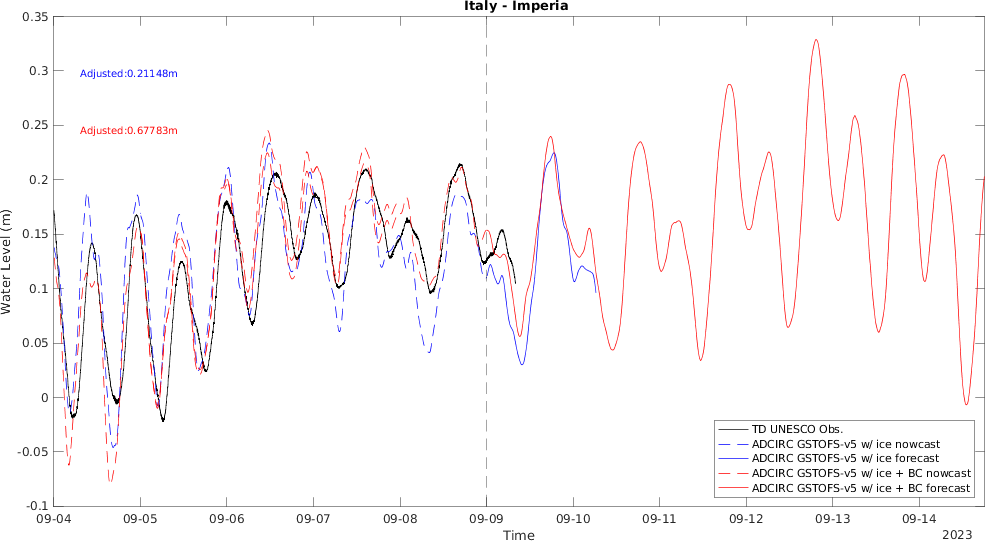 Italy - Imperia
0.35
0.3
0.25
0.2
0.15
0.1
0.05
0
-0.05
-0.1
Water Level (m)
Adjusted:0.21148m
Adjusted:0.67783m
TD UNESCO Obs.
ADCIRC GSTOFS-v5 w/ ice nowcast
ADCIRC GSTOFS-v5 w/ ice forecast
ADCIRC GSTOFS-v5 w/ ice + BC nowcast
ADCIRC GSTOFS-v5 w/ ice + BC forecast
09-04 09-05 09-06 09-07 09-08 09-09 09-10 09-11 09-12 09-13 09-14
Time
2023